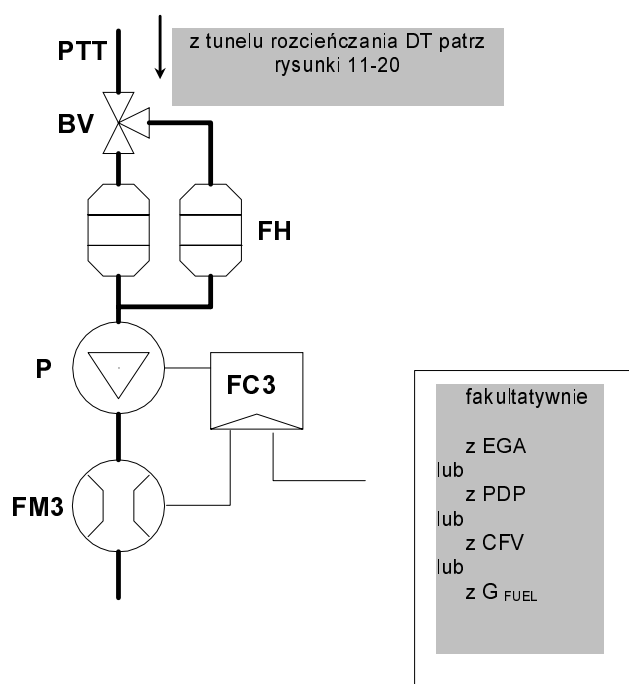 PTT
z tunelu rozcieńczania DT patrz
rysunki 11-20
BV
FH
P
FC3
FM3
fakultatywnie
z EGA
lub
z PDP
lub
z CFV
lub
z G FUEL